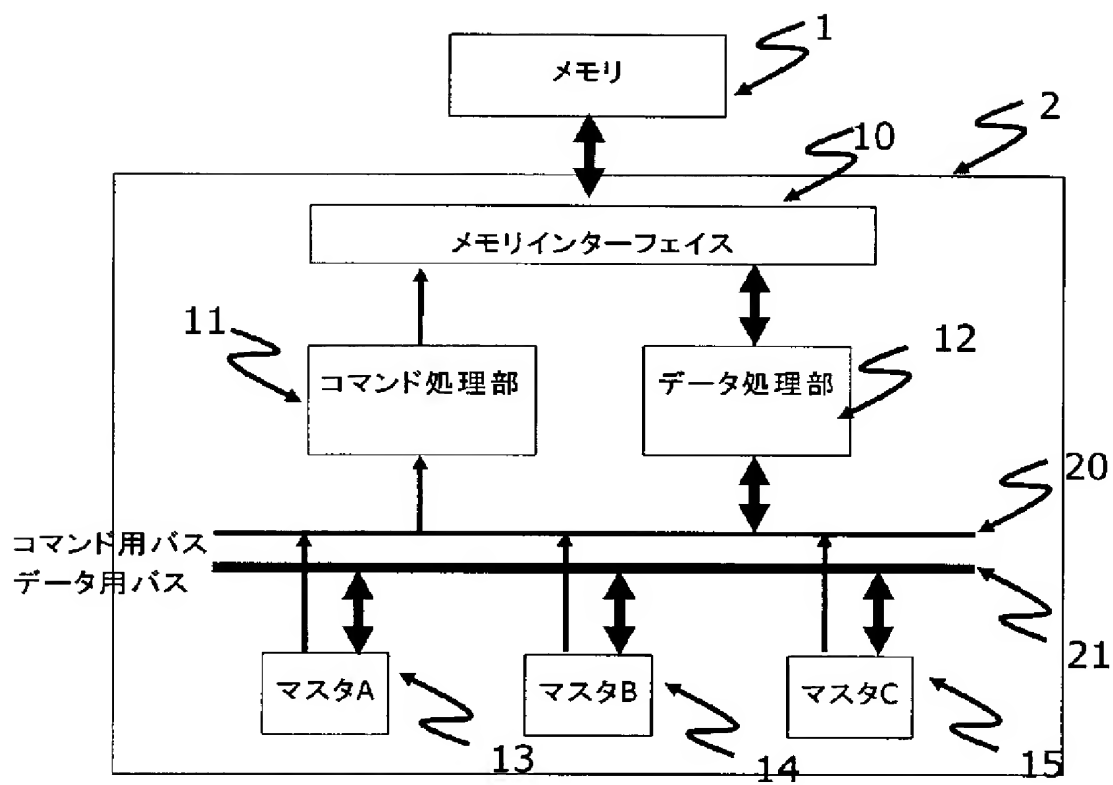 1
メモリ
2
10
メモリインターフェイス
11
12
コマンド処理部
データ処理部
20
コマンド用バス
データ用バス
21
マスタA
マスタB
マスタC
13
14
15